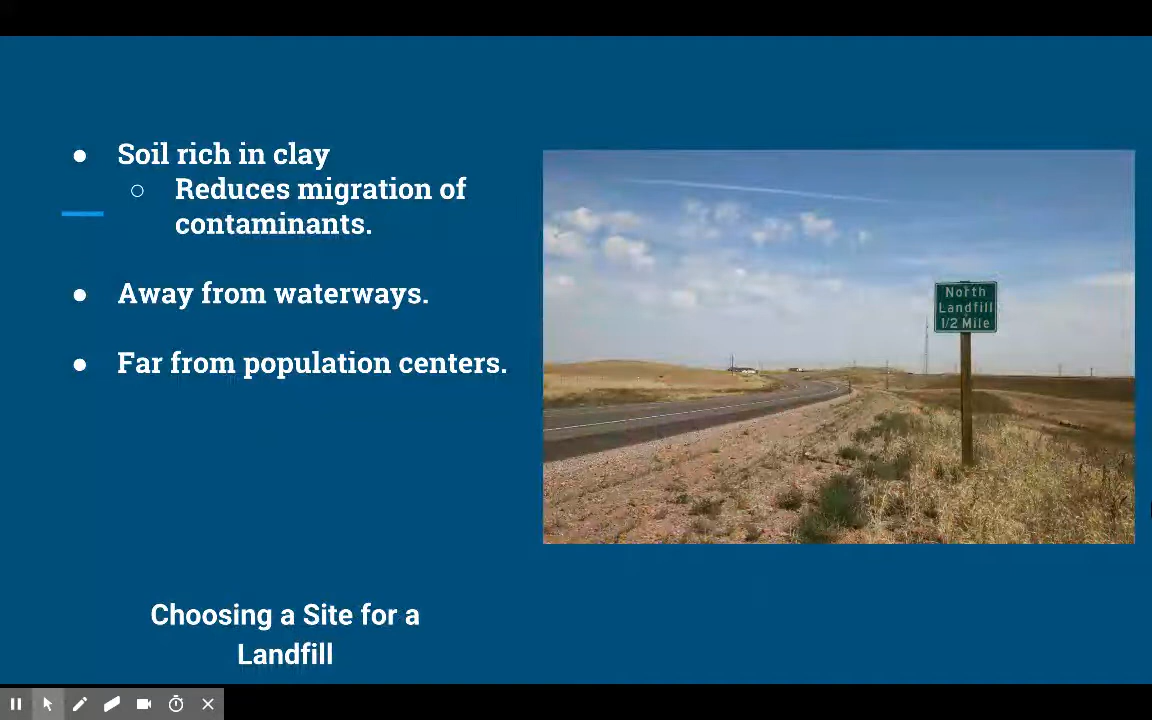 ● Soil rich in clay
○ Reduces migration of
contaminants.
● Away from waterways.
● Far from population centers.
North
Landfill
1/2 Mile
Choosing a Site for a
Landfill